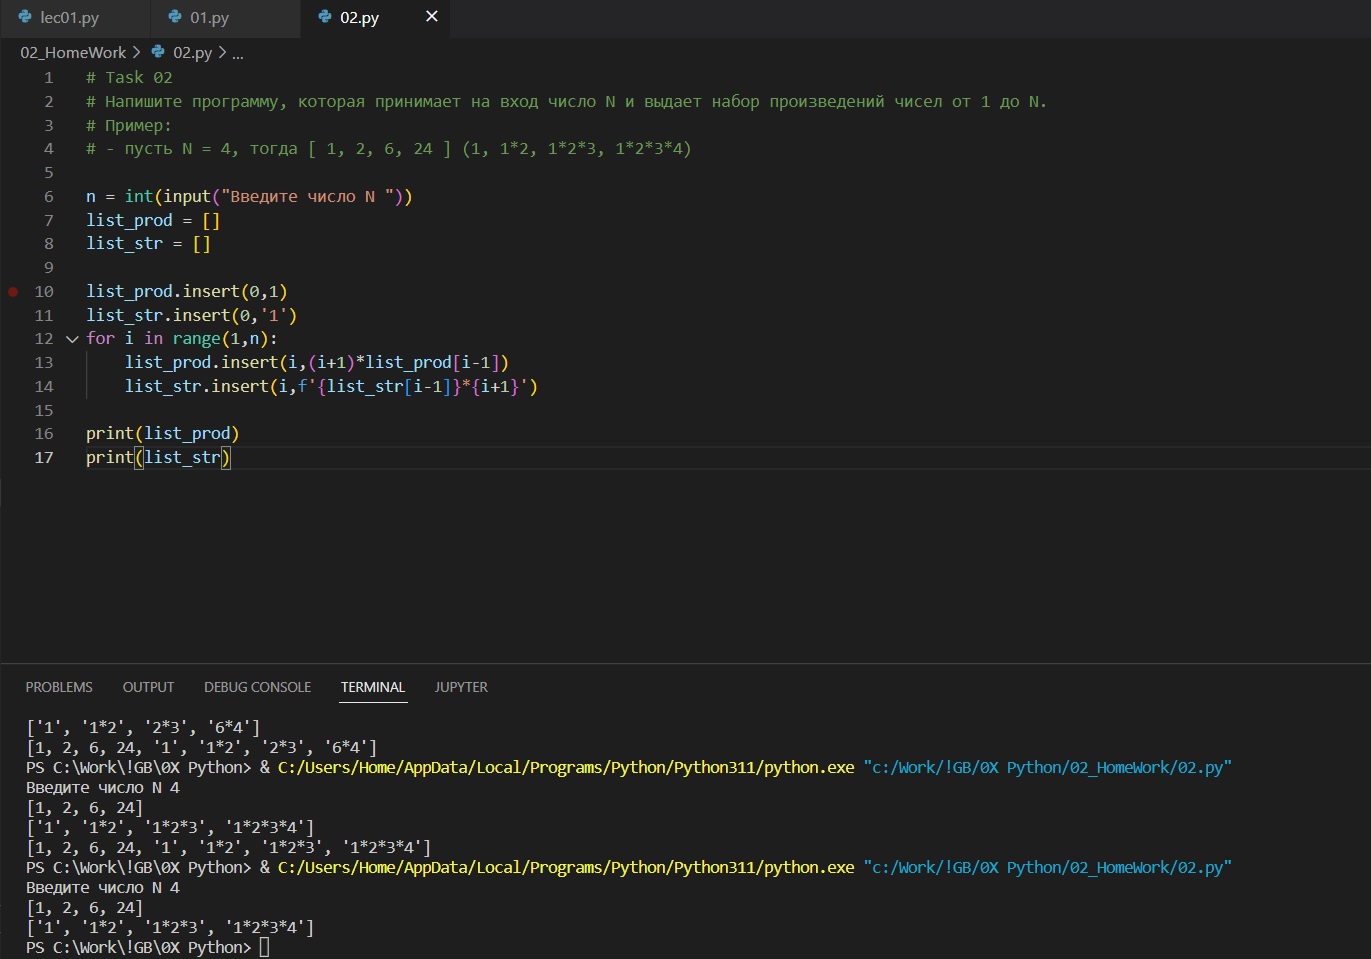 lec01.py 01.py 02.py ×
02_HomeWork > 02.py > ...
1 # Task 02
2 # Напишите программу, которая принимает на вход число N и выдает набор произведений чисел от 1 до N.
3 # Пример:
4 # - пусть N = 4, тогда [ 1, 2, 6, 24 ] (1, 1*2, 1*2*3, 1*2*3*4)
5
6 n = int(input("Введите число N "))
7 list_prod = []
8 list_str = []
9
10 list_prod.insert(0,1)
11 list_str.insert(0,'1')
12 for i in range(1,n):
13     list_prod.insert(i,(i+1)*list_prod[i-1])
14     list_str.insert(i,f'{list_str[i-1]}*{i+1}')
15
16 print(list_prod)
17 print(list_str)
PROBLEMS OUTPUT DEBUG CONSOLE TERMINAL JUPYTER
['1', '1*2', '2*3', '6*4']
[1, 2, 6, 24, '1', '1*2', '2*3', '6*4']
PS C:\Work\!GB\0X Python> & C:/Users/Home/AppData/Local/Programs/Python/Python311/python.exe "c:/Work/!GB/0X Python/02_HomeWork/02.py"
Введите число N 4
[1, 2, 6, 24]
['1', '1*2', '1*2*3', '1*2*3*4']
[1, 2, 6, 24, '1', '1*2', '1*2*3', '1*2*3*4']
PS C:\Work\!GB\0X Python> & C:/Users/Home/AppData/Local/Programs/Python/Python311/python.exe "c:/Work/!GB/0X Python/02_HomeWork/02.py"
Введите число N 4
[1, 2, 6, 24]
['1', '1*2', '1*2*3', '1*2*3*4']
PS C:\Work\!GB\0X Python>